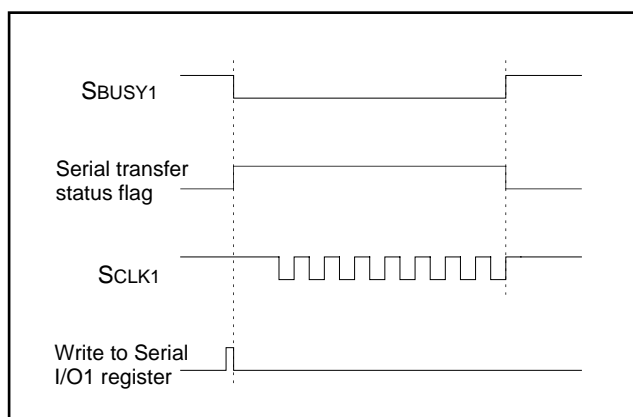 SBUSY1
Serial transfer
status flag
SCLK1
Write to Serial
I/O1 register